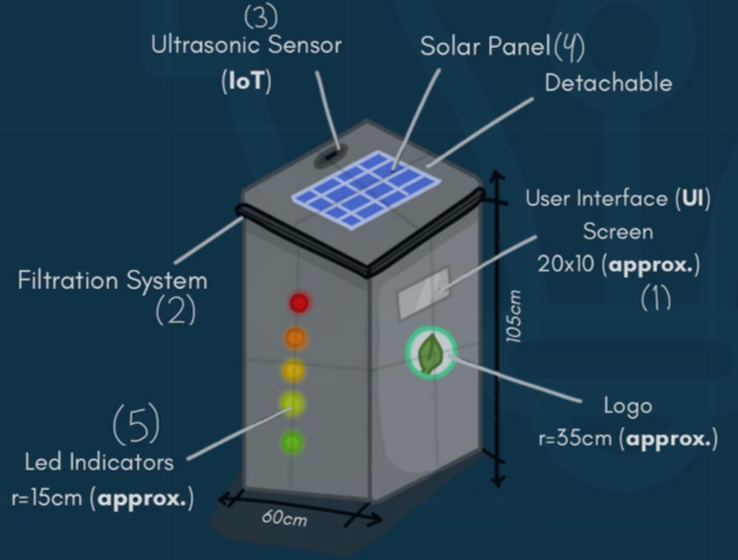 (3)
Ultrasonic Sensor
(IoT)
Solar Panel (4)
Detachable
User Interface (UI)
Screen
20x10 (approx.)
(1)
Filtration System
(2)
105cm
(5)
Led Indicators
r=15cm (approx.)
Logo
r=35cm (approx.)
60cm